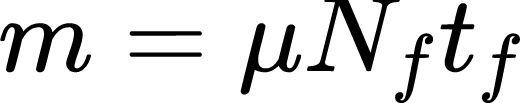 m = μN_f t_f